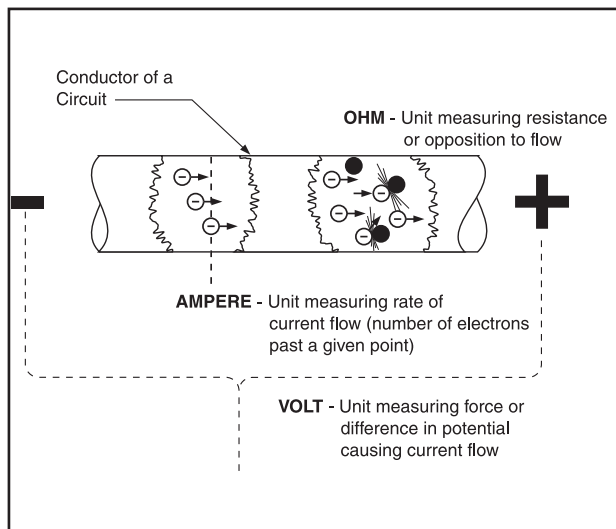 Conductor of a
Circuit
OHM - Unit measuring resistance
or opposition to flow
AMPERE - Unit measuring rate of
current flow (number of electrons
past a given point)
VOLT - Unit measuring force or
difference in potential
causing current flow